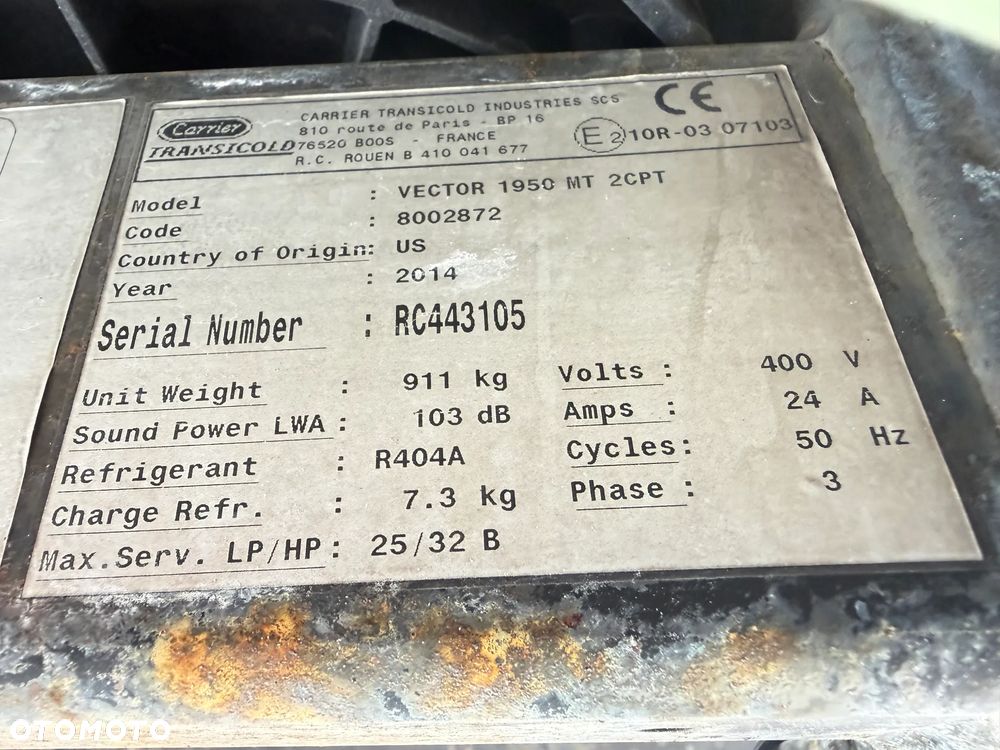 Carrier
TRANSICOLD
CARRIER TRANSICOLD INDUSTRIES SCS
810 route de Paris - BP 16
76520 BOOS - FRANCE
R.C. ROUEN B 410 041 677
CE
E2 10R-03 07103
Model : VECTOR 1950 MT 2CPT
Code : 8002872
Country of Origin: US
Year : 2014
Serial Number : RC443105
Unit Weight : 911 kg
Sound Power LWA : 103 dB
Refrigerant : R404A
Charge Refr. : 7.3 kg
Max.Serv. LP/HP : 25/32 B
Volts : 400 V
Amps : 24 A
Cycles: 50 Hz
Phase : 3
OTOMOTO